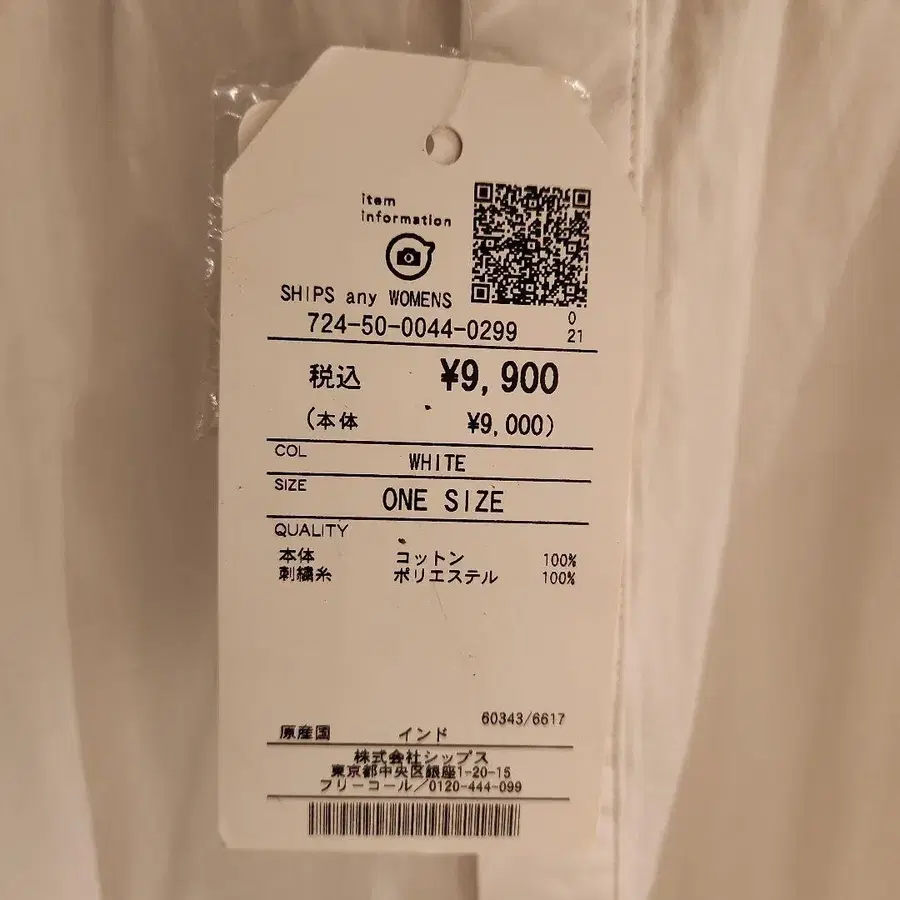 item
information
SHIPS any WOMENS
724-50-0044-0299
0
21
税込 ¥9,900
(本体 ¥9,000)
COL
WHITE
SIZE
ONE SIZE
QUALITY
本体 コットン 100%
刺繍糸 ポリエステル 100%
60343/6617
原産国 インド
株式会社シップス
東京都中央区銀座1-20-15
フリーコール/0120-444-099